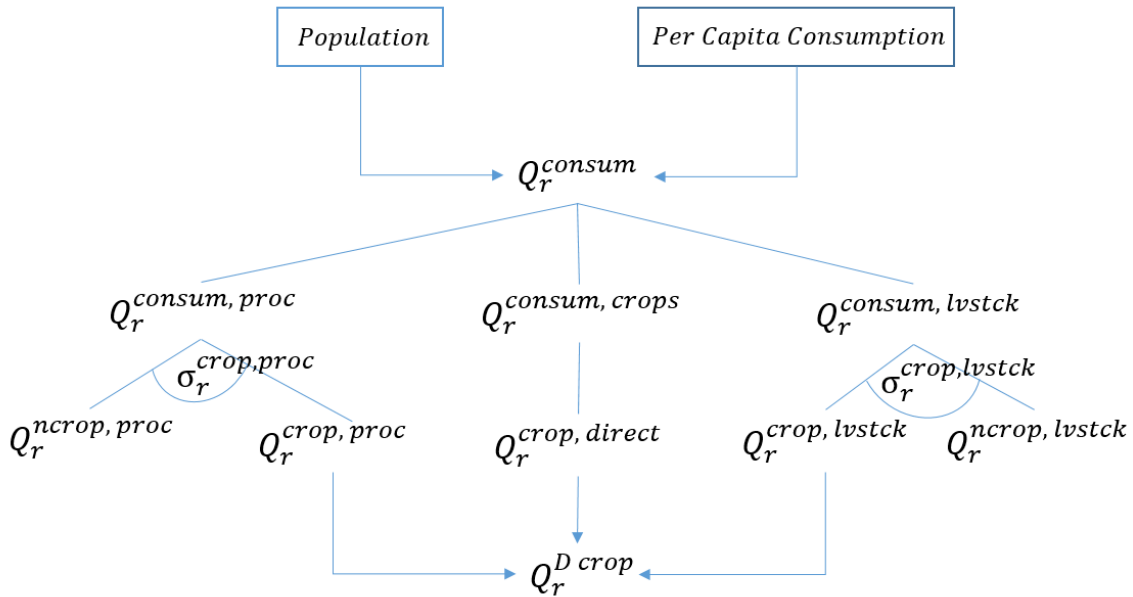 Population
Per Capita Consumption
Q_r^{consum}
Q_r^{consum, proc}
Q_r^{consum, crops}
Q_r^{consum, lvstck}
σ_r^{crop,proc}
σ_r^{crop,lvstck}
Q_r^{ncrop, proc}
Q_r^{crop, proc}
Q_r^{crop, direct}
Q_r^{crop, lvstck}
Q_r^{ncrop, lvstck}
Q_r^{D crop}